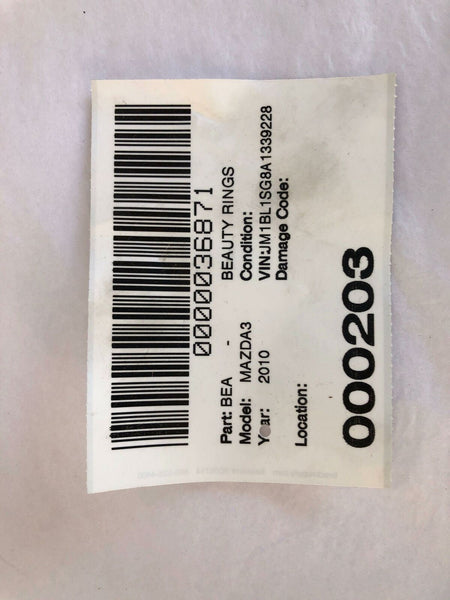 0000036871
Part: BEA - BEAUTY RINGS
Model: MAZDA3 Condition:
Year: 2010 VIN:JM1BL1SG8A1339228
Damage Code:
Location:
000203